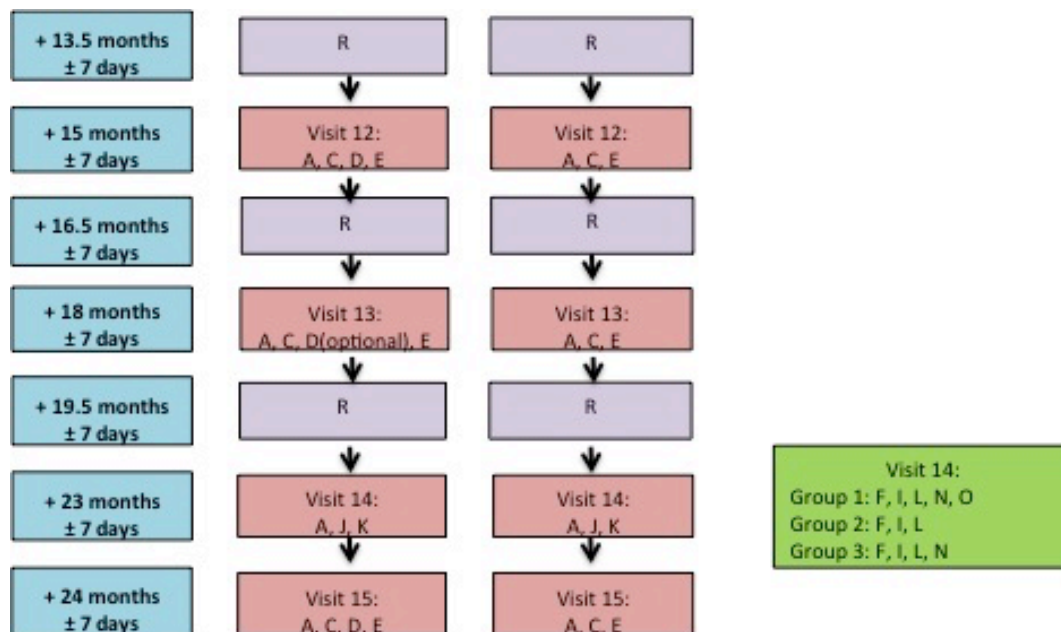 + 13.5 months
± 7 days
R
R
+ 15 months
± 7 days
Visit 12:
A, C, D, E
Visit 12:
A, C, E
+ 16.5 months
± 7 days
R
R
+ 18 months
± 7 days
Visit 13:
A, C, D(optional), E
Visit 13:
A, C, E
+ 19.5 months
± 7 days
R
R
+ 23 months
± 7 days
Visit 14:
A, J, K
Visit 14:
A, J, K
Visit 14:
Group 1: F, I, L, N, O
Group 2: F, I, L
Group 3: F, I, L, N
+ 24 months
± 7 days
Visit 15:
A, C, D, E
Visit 15:
A, C, E